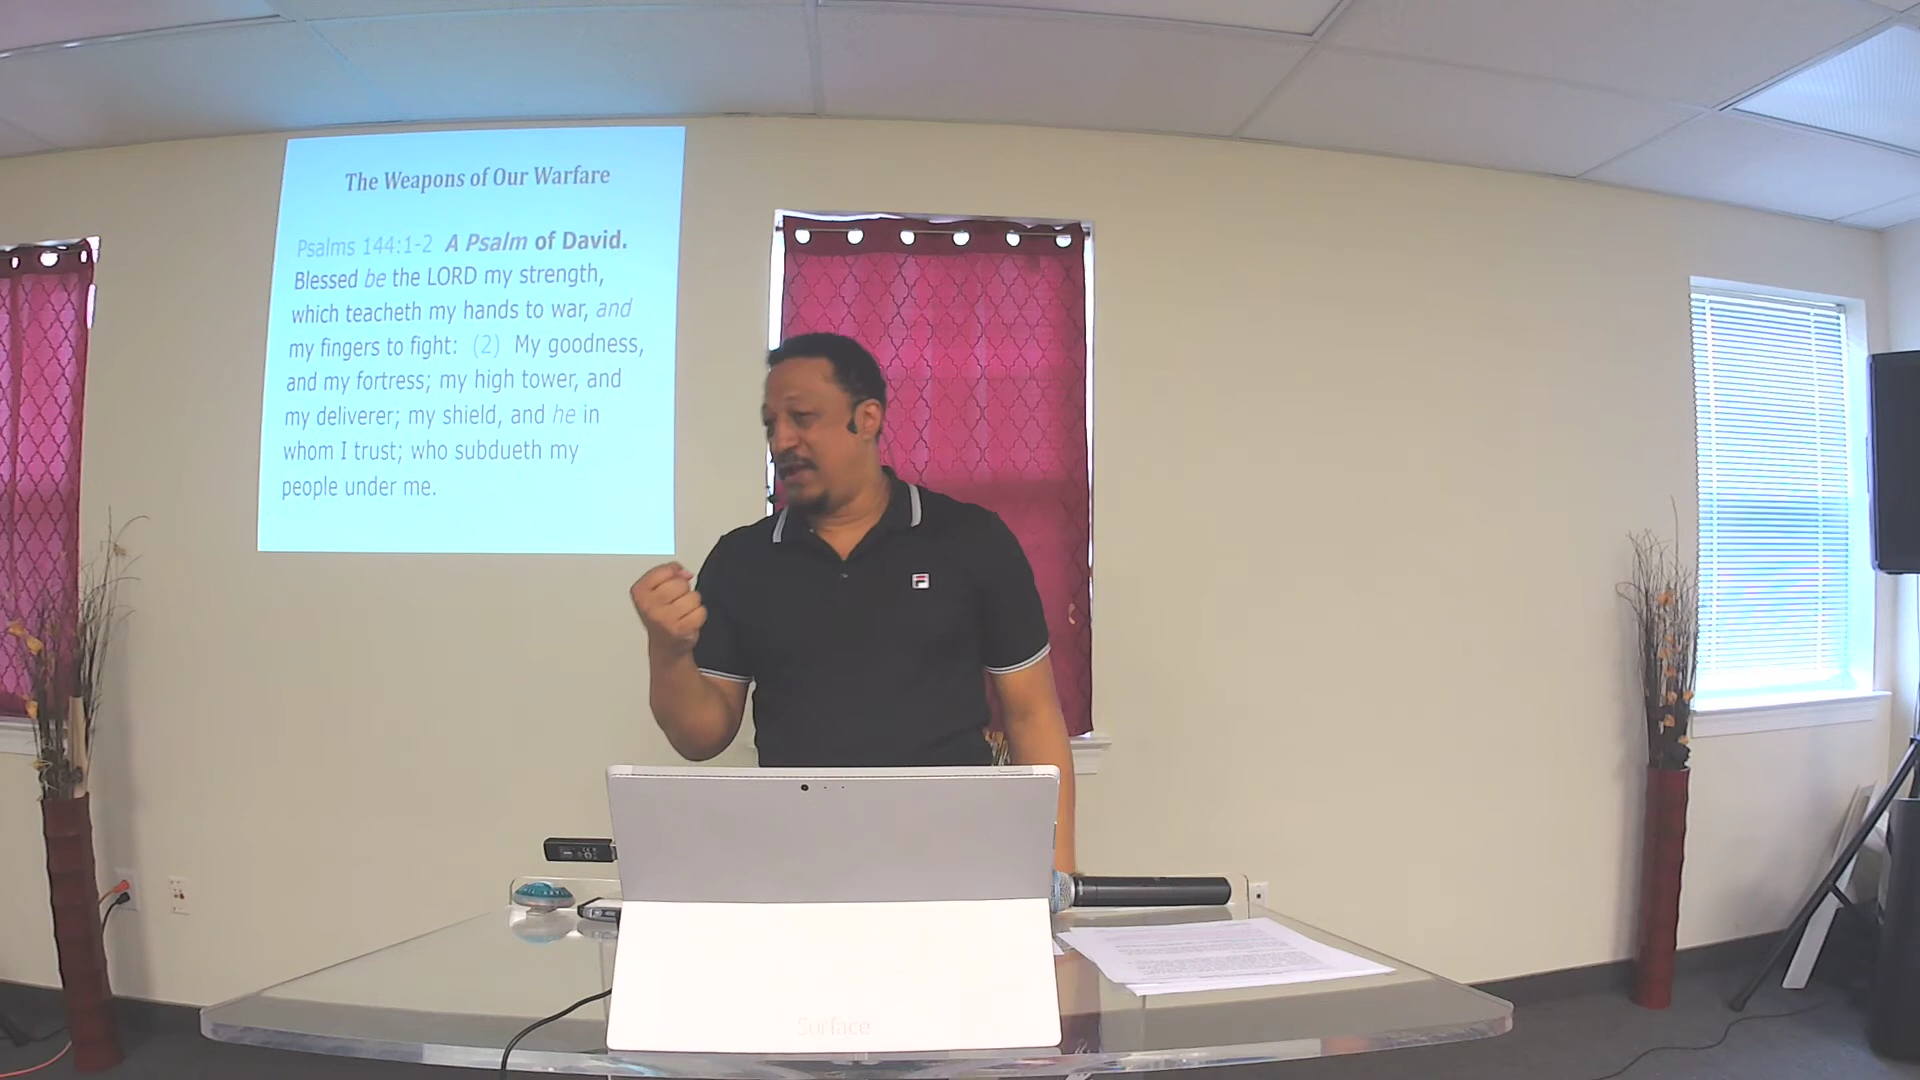 The Weapons of Our Warfare
Psalms 144:1-2 A Psalm of David.
Blessed be the LORD my strength,
which teacheth my hands to war, and
my fingers to fight: (2) My goodness,
and my fortress; my high tower, and
my deliverer; my shield, and he in
whom I trust; who subdueth my
people under me.
Surface